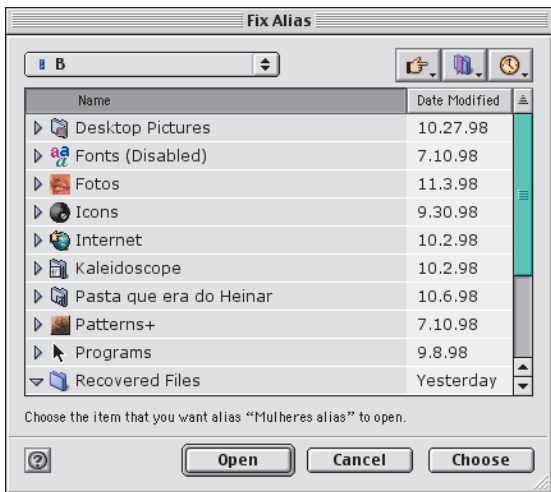 Fix Alias
B
Name Date Modified
Desktop Pictures 10.27.98
Fonts (Disabled) 7.10.98
Fotos 11.3.98
Icons 9.30.98
Internet 10.2.98
Kaleidoscope 10.2.98
Pasta que era do Heinar 10.6.98
Patterns+ 7.10.98
Programs 9.8.98
Recovered Files Yesterday
Choose the item that you want alias “Mulheres alias” to open.
? Open Cancel Choose